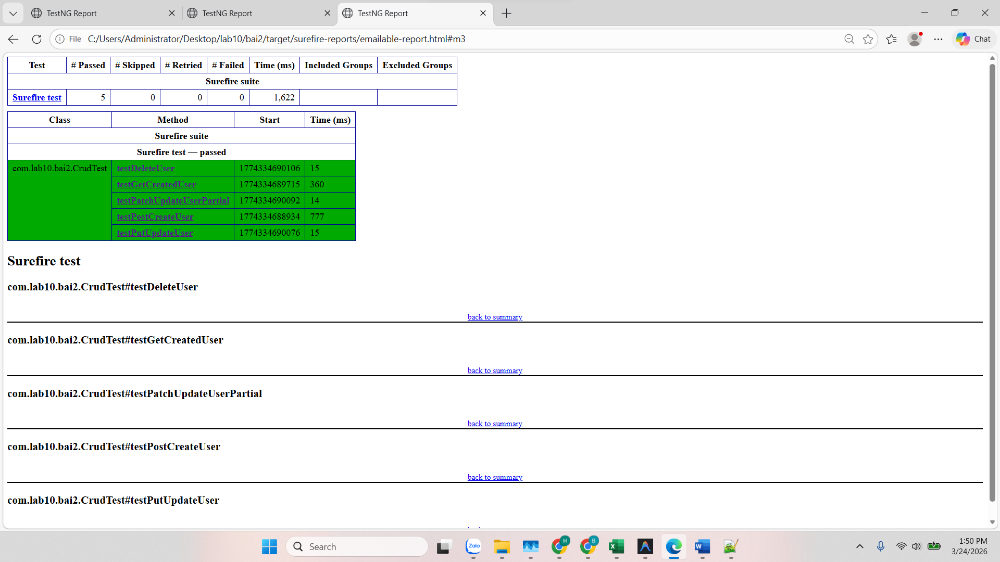 TestNG Report
TestNG Report
TestNG Report
File C:/Users/Administrator/Desktop/lab10/bai2/target/surefire-reports/emailable-report.html#m3
Chat
Test # Passed # Skipped # Retried # Failed Time (ms) Included Groups Excluded Groups
Surefire suite
Surefire test 5 0 0 0 1,622
Class Method Start Time (ms)
Surefire suite
Surefire test — passed
com.lab10.bai2.CrudTest testDeleteUser 1774334690106 15
testGetCreatedUser 1774334689715 360
testPatchUpdateUserPartial 1774334690092 14
testPostCreateUser 1774334688934 777
testPutUpdateUser 1774334690076 15
Surefire test
com.lab10.bai2.CrudTest#testDeleteUser
back to summary
com.lab10.bai2.CrudTest#testGetCreatedUser
back to summary
com.lab10.bai2.CrudTest#testPatchUpdateUserPartial
back to summary
com.lab10.bai2.CrudTest#testPostCreateUser
back to summary
com.lab10.bai2.CrudTest#testPutUpdateUser
Search
Zalo
H
B
1:50 PM
3/24/2026